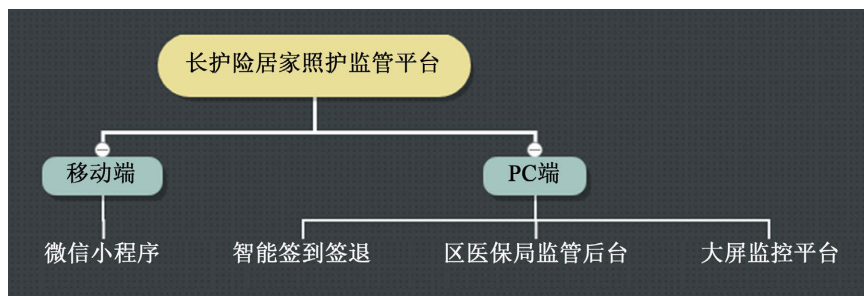 长护险居家照护监管平台
移动端
PC端
微信小程序
智能签到签退
区医保局监管后台
大屏监控平台